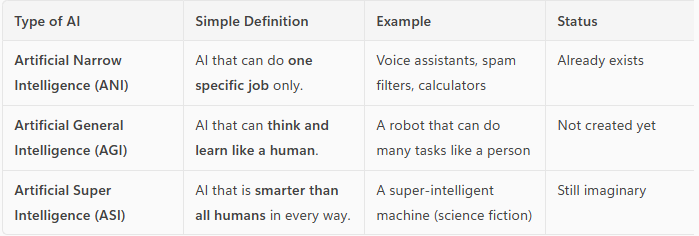 Type of AI Simple Definition Example Status
Artificial Narrow AI that can do one Voice assistants, spam Already exists
Intelligence (ANI) specific job only. filters, calculators
Artificial General AI that can think and A robot that can do Not created yet
Intelligence (AGI) learn like a human. many tasks like a person
Artificial Super AI that is smarter than A super-intelligent Still imaginary
Intelligence (ASI) all humans in every way. machine (science fiction)